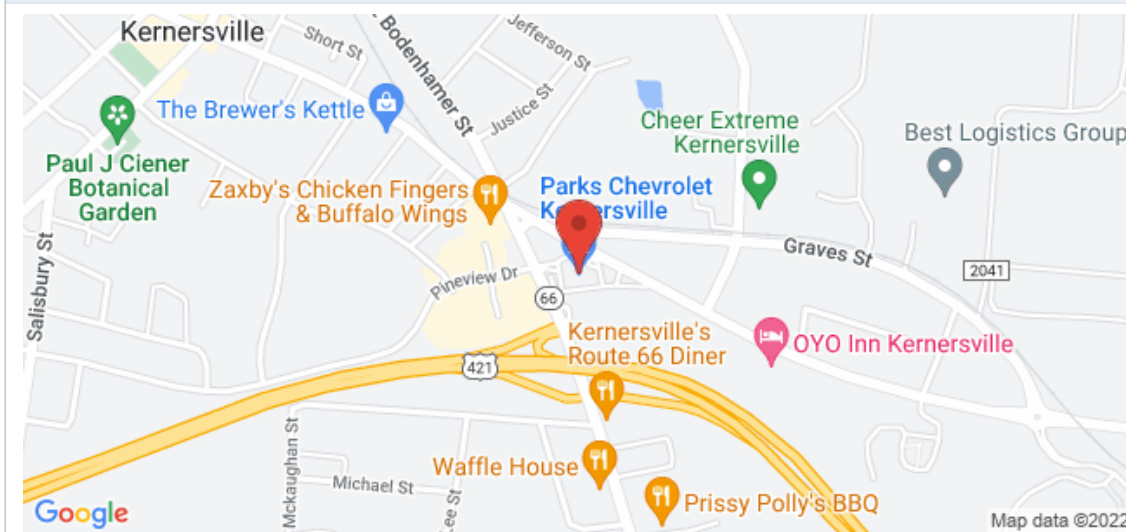 Kernersville
Short St
Bodenhamer St
Jefferson St
Justice St
The Brewer's Kettle
Paul J Ciener
Botanical
Garden
Zaxby's Chicken Fingers
& Buffalo Wings
Parks Chevrolet
Cheer Extreme
Kernersville
Best Logistics Group
Salisbury St
Pineview Dr
66
Graves St
2041
Kernersville's
Route 66 Diner
OYO Inn Kernersville
421
Mckaughan St
Michael St
Lee St
Waffle House
Prissy Polly's BBQ
Google
Map data ©2022